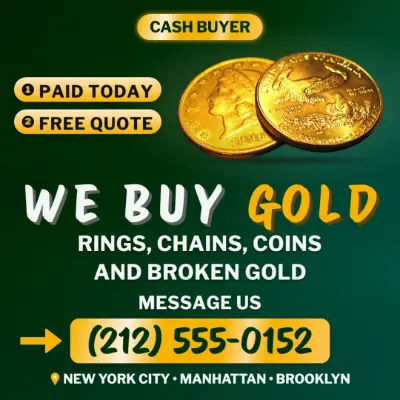 CASH BUYER
1 PAID TODAY
2 FREE QUOTE
WE BUY GOLD
RINGS, CHAINS, COINS
AND BROKEN GOLD
MESSAGE US
(212) 555-0152
NEW YORK CITY • MANHATTAN • BROOKLYN